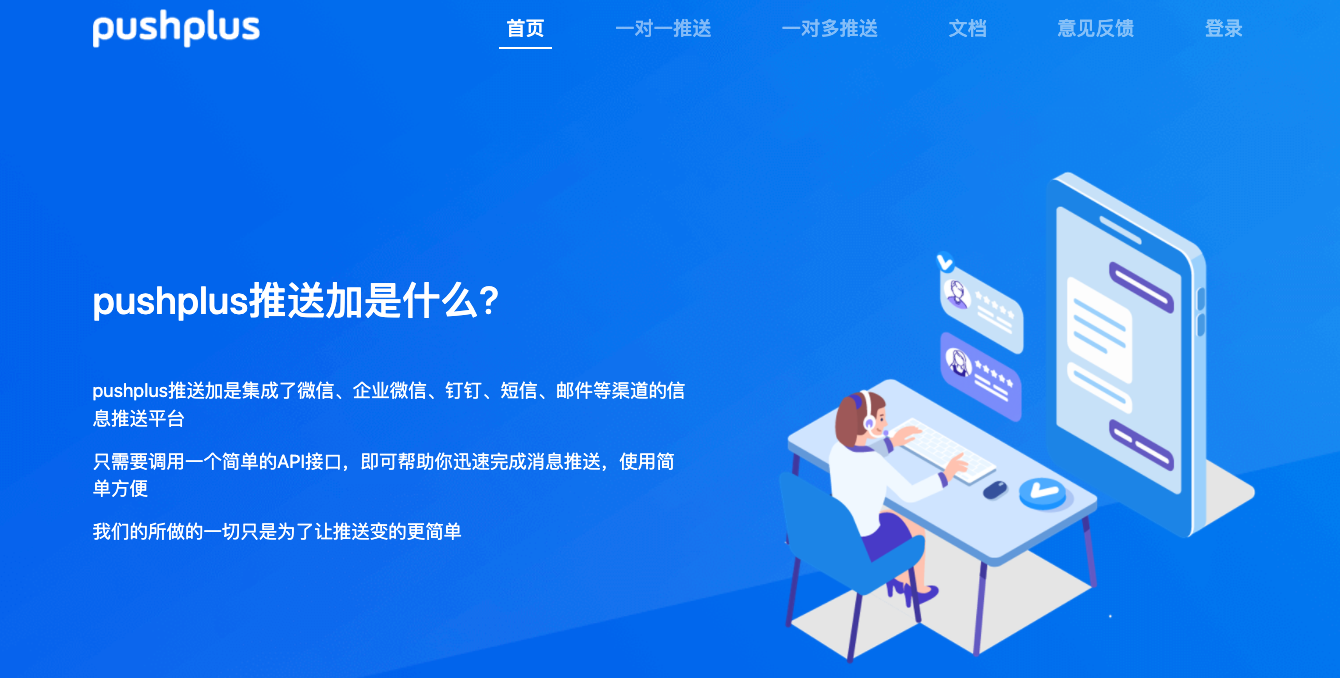 pushplus
首页
一对一推送
一对多推送
文档
意见反馈
登录
pushplus推送加是什么?
pushplus推送加是集成了微信、企业微信、钉钉、短信、邮件等渠道的信
息推送平台
只需要调用一个简单的API接口，即可帮助你迅速完成消息推送，使用简
单方便
我们的所做的一切只是为了让推送变的更简单